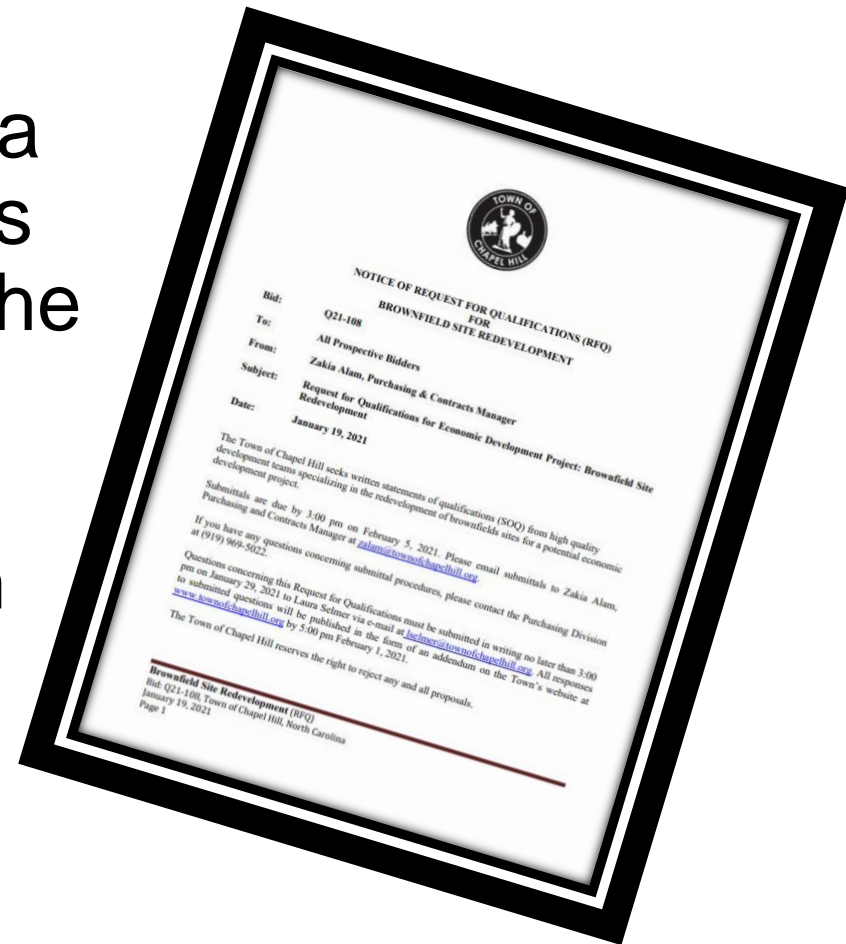 a
s
he
n
TOWN OF
CHAPEL HILL
NOTICE OF REQUEST FOR QUALIFICATIONS (RFQ)
FOR
BROWNFIELD SITE REDEVELOPMENT
Bid: Q21-108
To: All Prospective Bidders
From: Zakia Alam, Purchasing & Contracts Manager
Subject: Request for Qualifications for Economic Development Project: Brownfield Site
Redevelopment
Date: January 19, 2021
The Town of Chapel Hill seeks written statements of qualifications (SOQ) from high quality
development teams specializing in the redevelopment of brownfields sites for a potential economic
development project.
Submittals are due by 3:00 pm on February 5, 2021. Please email submittals to Zakia Alam,
Purchasing and Contracts Manager at zalam@townofchapelhill.org.
If you have any questions concerning submittal procedures, please contact the Purchasing Division
at (919) 969-5022.
Questions concerning this Request for Qualifications must be submitted in writing no later than 3:00
pm on January 29, 2021 to Laura Selmer via e-mail at lselmer@townofchapelhill.org. All responses
to submitted questions will be published in the form of an addendum on the Town's website at
www.townofchapelhill.org by 5:00 pm February 1, 2021.
The Town of Chapel Hill reserves the right to reject any and all proposals.
Brownfield Site Redevelopment (RFQ)
Bid: Q21-108, Town of Chapel Hill, North Carolina
January 19, 2021
Page 1